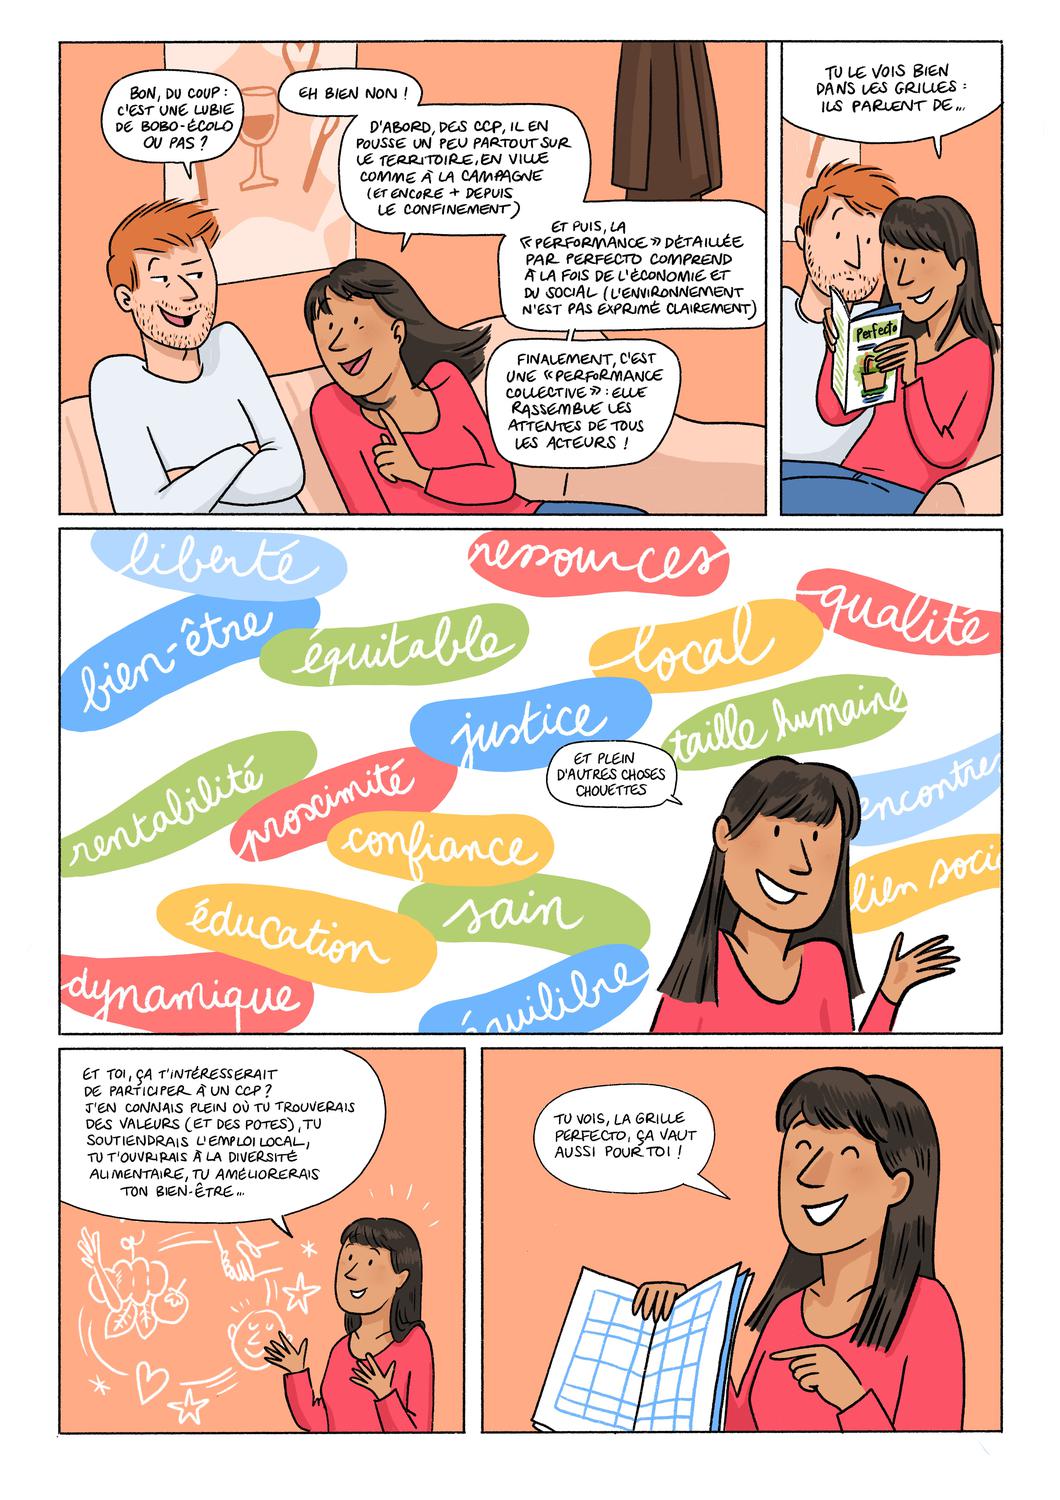 BON, DU COUP :
C'EST UNE LUBIE
DE BOBO-ÉCOLO
OU PAS ?
EH BIEN NON !
D'ABORD, DES CCP, IL EN
POUSSE UN PEU PARTOUT SUR
LE TERRITOIRE, EN VILLE
COMME À LA CAMPAGNE
(ET ENCORE + DEPUIS
LE CONFINEMENT)
ET PUIS, LA
« PERFORMANCE » DÉTAILLÉE
PAR PERFECTO COMPREND
À LA FOIS DE L'ÉCONOMIE ET
DU SOCIAL (L'ENVIRONNEMENT
N'EST PAS EXPRIMÉ CLAIREMENT)
FINALEMENT, C'EST
UNE « PERFORMANCE
COLLECTIVE » : ELLE
RASSEMBLE LES
ATTENTES DE TOUS
LES ACTEURS !
TU LE VOIS BIEN
DANS LES GRILLES :
ILS PARLENT DE...
Perfecto
liberté
ressources
qualité
bien-être
équitable
local
justice
taille humaine
ET PLEIN
D'AUTRES CHOSES
CHOUETTES
rentabilité
proximité
confiance
encontres
lien soci
éducation
sain
dynamique
équilibre
ET TOI, ÇA T'INTÉRESSERAIT
DE PARTICIPER À UN CCP ?
J'EN CONNAIS PLEIN OÙ TU TROUVERAIS
DES VALEURS (ET DES POTES), TU
SOUTIENDRAIS L'EMPLOI LOCAL,
TU T'OUVRIRAIS À LA DIVERSITÉ
ALIMENTAIRE, TU AMÉLIORERAIS
TON BIEN-ÊTRE...
TU VOIS, LA GRILLE
PERFECTO, ÇA VAUT
AUSSI POUR TOI !